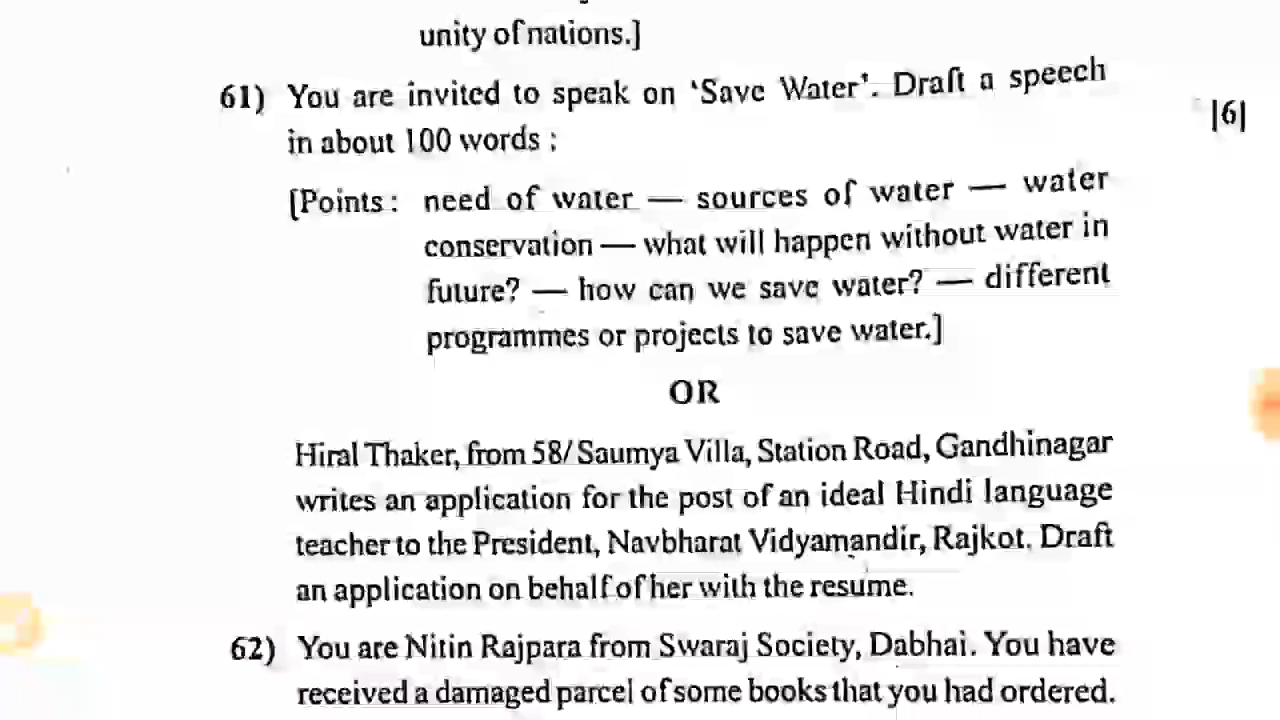 unity of nations.]
61) You are invited to speak on 'Save Water'. Draft a speech
in about 100 words :
|6|
[Points : need of water — sources of water — water
conservation — what will happen without water in
future? — how can we save water? — different
programmes or projects to save water.]
OR
Hiral Thaker, from 58/ Saumya Villa, Station Road, Gandhinagar
writes an application for the post of an ideal Hindi language
teacher to the President, Navbharat Vidyamandir, Rajkot. Draft
an application on behalf of her with the resume.
62) You are Nitin Rajpara from Swaraj Society, Dabhai. You have
received a damaged parcel of some books that you had ordered.